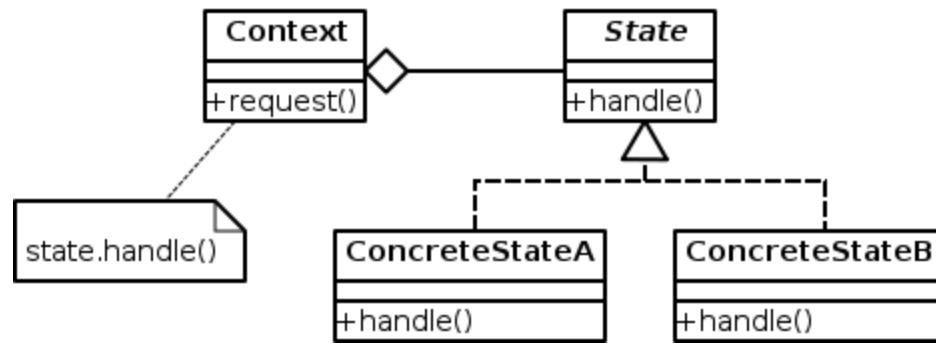 Context
State
+request()
+handle()
state.handle()
ConcreteStateA
ConcreteStateB
+handle()
+handle()